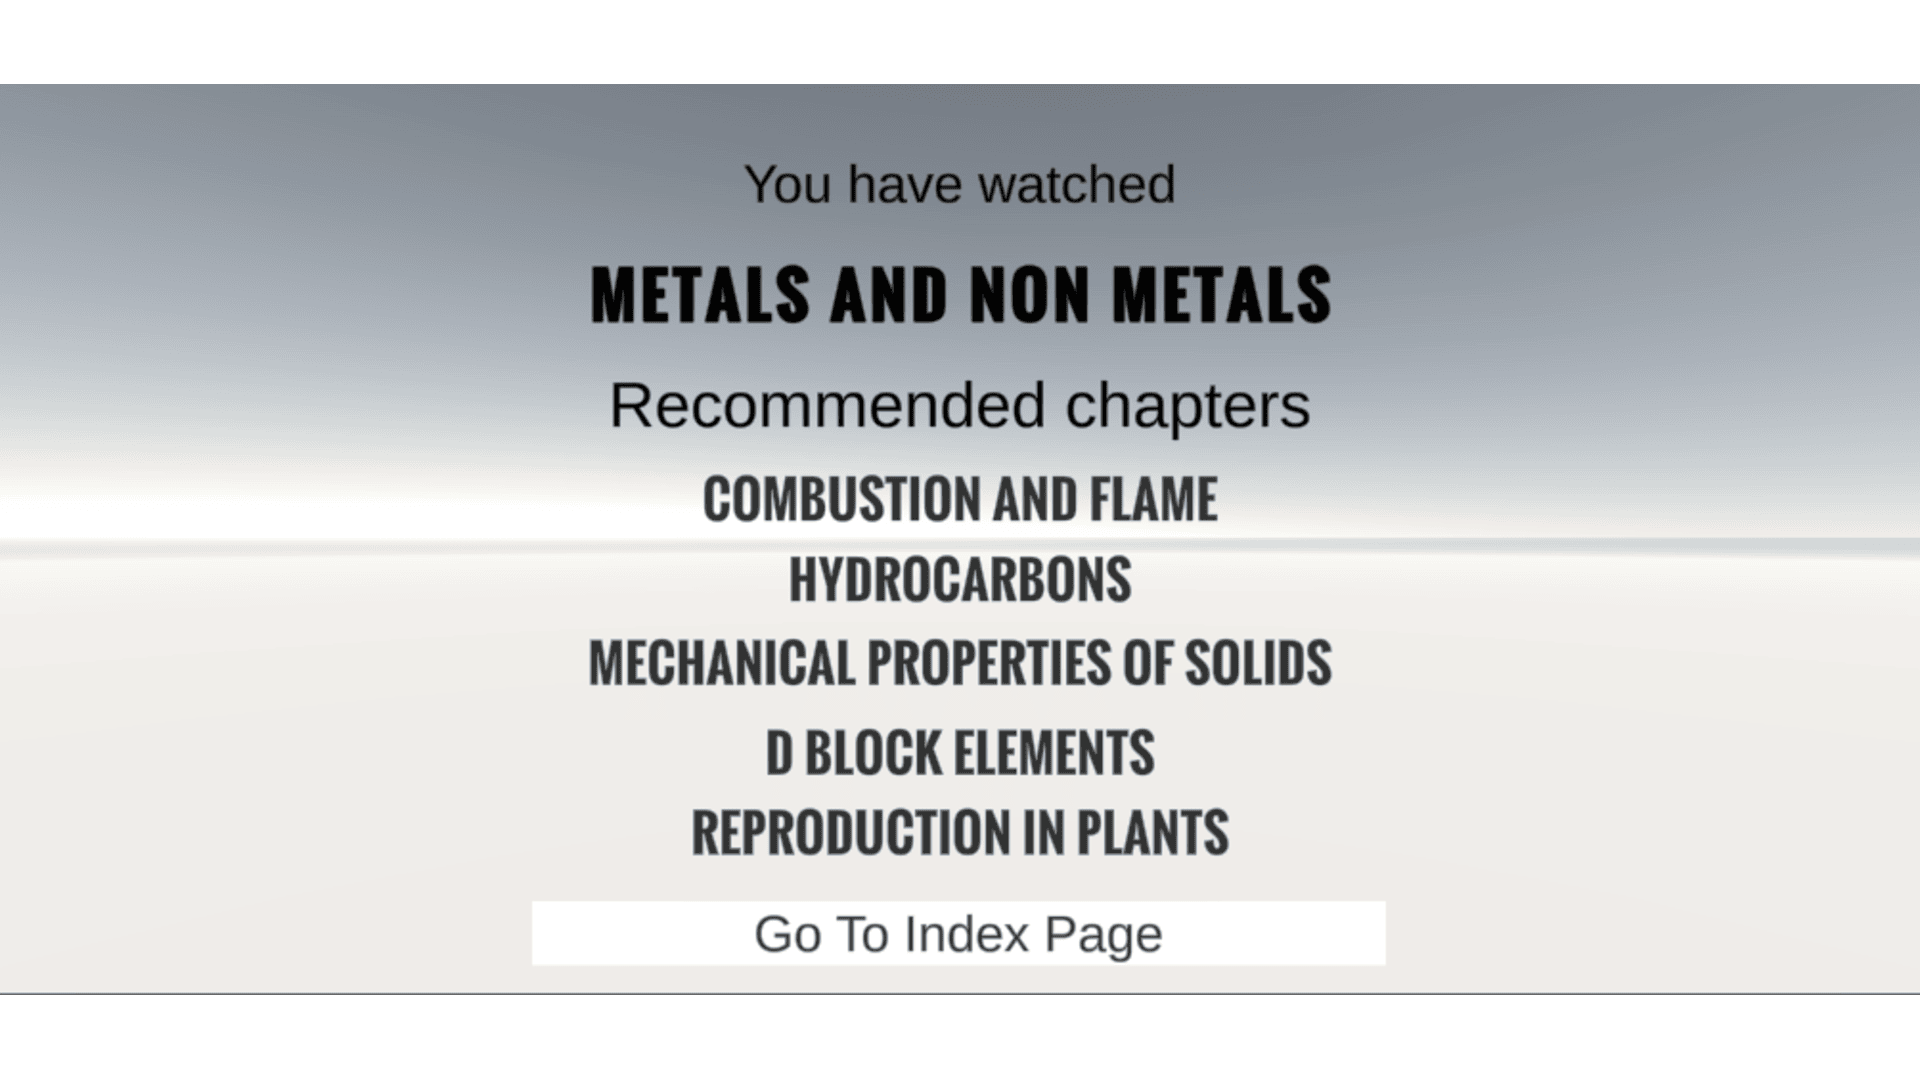 You have watched
METALS AND NON METALS
Recommended chapters
COMBUSTION AND FLAME
HYDROCARBONS
MECHANICAL PROPERTIES OF SOLIDS
D BLOCK ELEMENTS
REPRODUCTION IN PLANTS
Go To Index Page